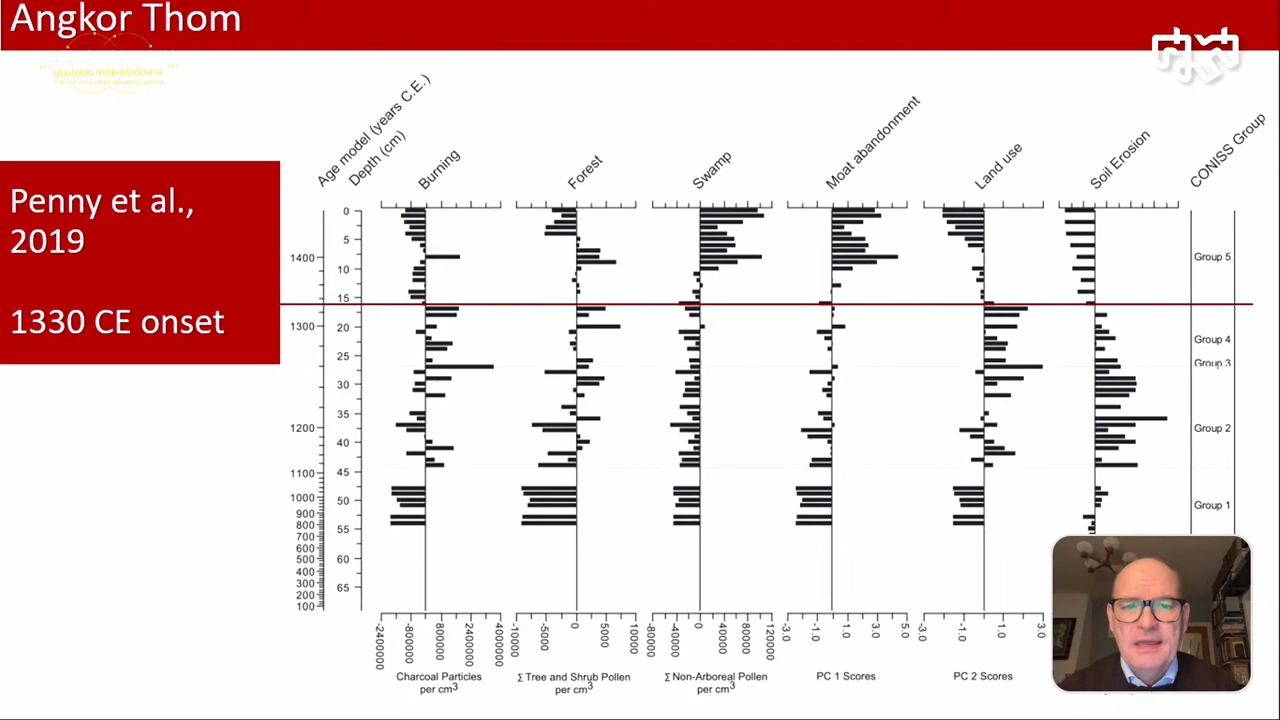 Angkor Thom
Penny et al.,
2019
1330 CE onset
Age model (years C.E.)
Depth (cm)
Burning
Forest
Swamp
Moat abandonment
Land use
Soil Erosion
CONISS Group
1400
1300
1200
1100
1000
900
800
700
600
500
400
300
200
100
0
5
10
15
20
25
30
35
40
45
50
55
60
65
Group 5
Group 4
Group 3
Group 2
Group 1
-2400000
-800000
800000
2400000
4000000
-10000
-5000
0
5000
10000
-80000
-40000
0
40000
80000
120000
-3.0
-1.0
1.0
3.0
5.0
-3.0
-1.0
1.0
3.0
Charcoal Particles
per cm3
Σ Tree and Shrub Pollen
per cm3
Σ Non-Arboreal Pollen
per cm3
PC 1 Scores
PC 2 Scores